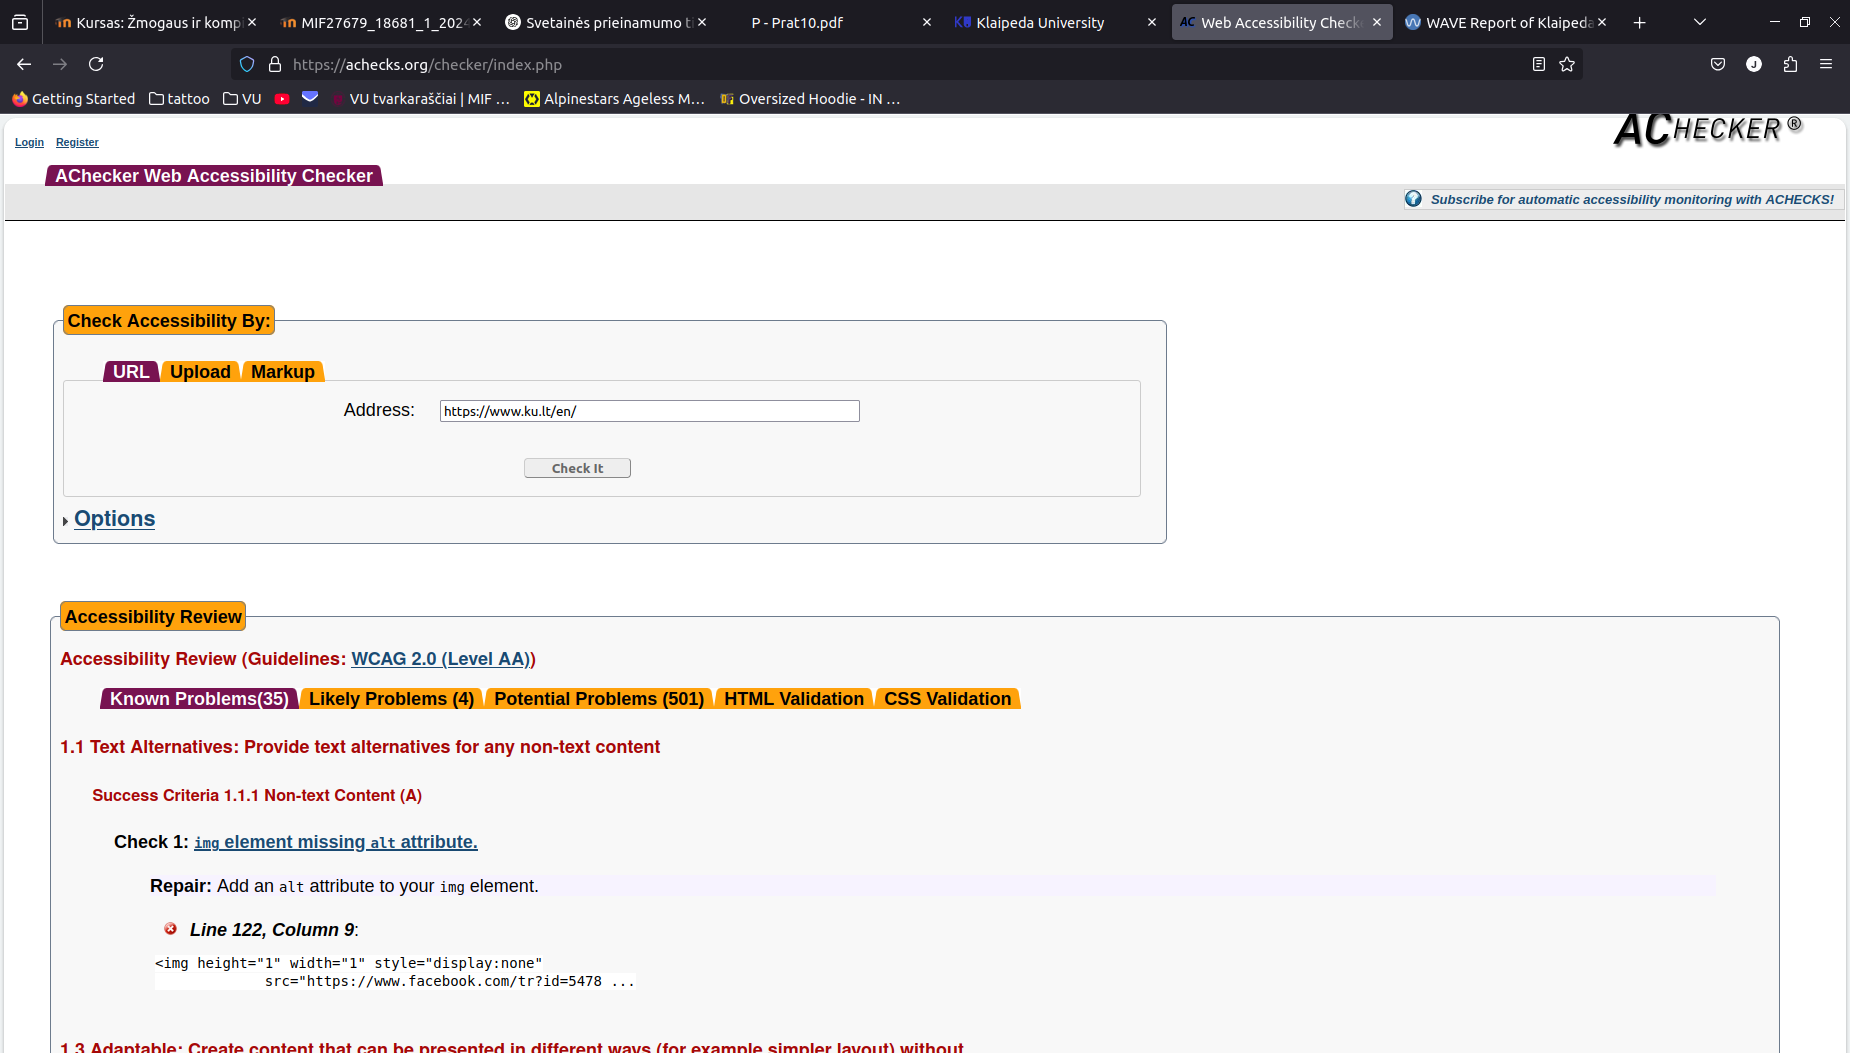 Kursas: Žmogaus ir komp
MIF27679_18681_1_2024
Svetainės prieinamumo ti
P - Prat10.pdf
KU Klaipeda University
AC Web Accessibility Check
WAVE Report of Klaipeda
https://achecks.org/checker/index.php
J
Getting Started
tattoo
VU
VU tvarkaraščiai | MIF ...
Alpinestars Ageless M...
Oversized Hoodie - IN ...
Login Register
ACHECKER ®
AChecker Web Accessibility Checker
Subscribe for automatic accessibility monitoring with ACHECKS!
Check Accessibility By:
URL Upload Markup
Address: https://www.ku.lt/en/
Check It
Options
Accessibility Review
Accessibility Review (Guidelines: WCAG 2.0 (Level AA))
Known Problems(35) Likely Problems (4) Potential Problems (501) HTML Validation CSS Validation
1.1 Text Alternatives: Provide text alternatives for any non-text content
Success Criteria 1.1.1 Non-text Content (A)
Check 1: img element missing alt attribute.
Repair: Add an alt attribute to your img element.
Line 122, Column 9:
<img height="1" width="1" style="display:none"
src="https://www.facebook.com/tr?id=5478 ...
1.3 Adaptable: Create content that can be presented in different ways (for example simpler layout) without